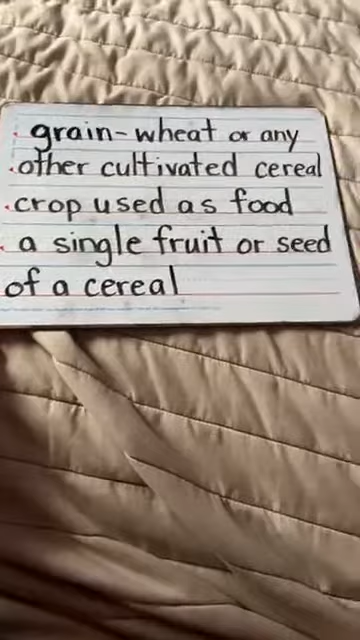 grain-wheat or any
other cultivated cereal
crop used as food
a single fruit or seed
of a cereal